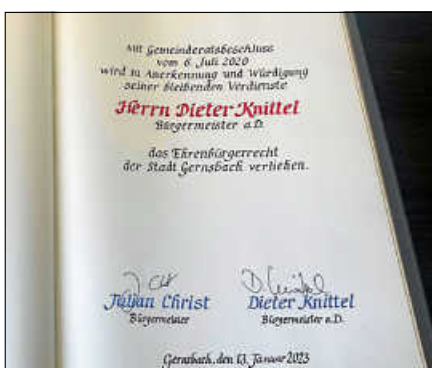 Mit Gemeinderatsbeschluss
vom 6. Juli 2020
wird in Anerkennung und Würdigung
seiner bleibenden Verdienste
Herrn Dieter Knittel
Bürgermeister a.D.
das Ehrenbürgerrecht
der Stadt Gernsbach verliehen.
Julian Christ Dieter Knittel
Bürgermeister Bürgermeister a.D.
Gernsbach, den 13. Januar 2023